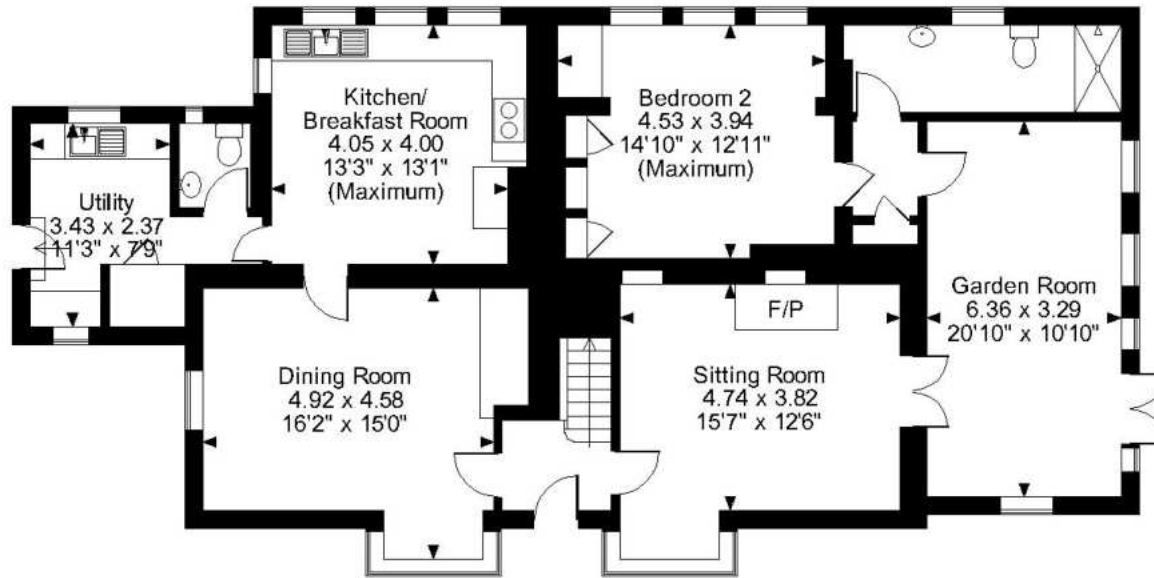 Kitchen/
Breakfast Room
4.05 x 4.00
13'3" x 13'1"
(Maximum)
Bedroom 2
4.53 x 3.94
14'10" x 12'11"
(Maximum)
Utility
3.43 x 2.37
11'3" x 7'9"
Garden Room
6.36 x 3.29
20'10" x 10'10"
F/P
Dining Room
4.92 x 4.58
16'2" x 15'0"
Sitting Room
4.74 x 3.82
15'7" x 12'6"